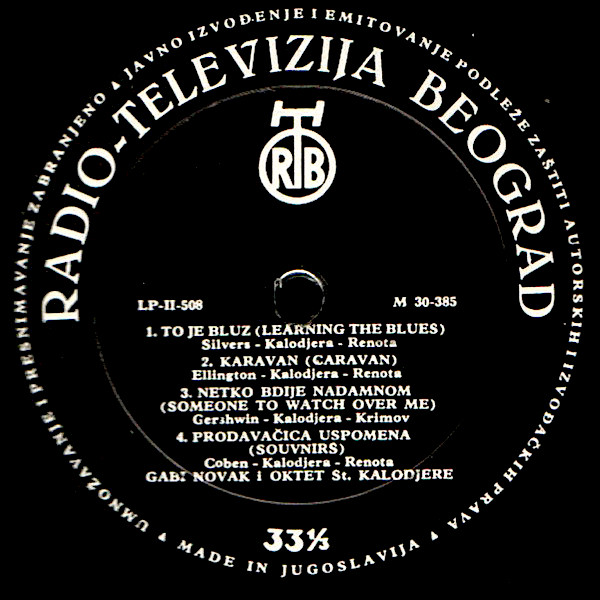 UMNOZAVANJE I PRESNIMAVANJE ZABRANJENO ▲ JAVNO IZVOĐENJE I EMITOVANJE PODLEŽE ZAŠTITI AUTORSKIH I IZVOĐAČKIH PRAVA ▲
RADIO-TELEVIZIJA BEOGRAD
RTB
LP-II-508 M 30-385
1. TO JE BLUZ (LEARNING THE BLUES)
Silvers - Kalodjera - Renota
2. KARAVAN (CARAVAN)
Ellington - Kalodjera - Renota
3. NETKO BDIJE NADAMNOM
(SOMEONE TO WATCH OVER ME)
Gershwin - Kalodjera - Krimov
4. PRODAVAČICA USPOMENA
(SOUVNIRŠ)
Coben - Kalodjera - Renota
GABI NOVAK i OKTET St. KALODJERE
33⅓
▲ MADE IN JUGOSLAVIJA